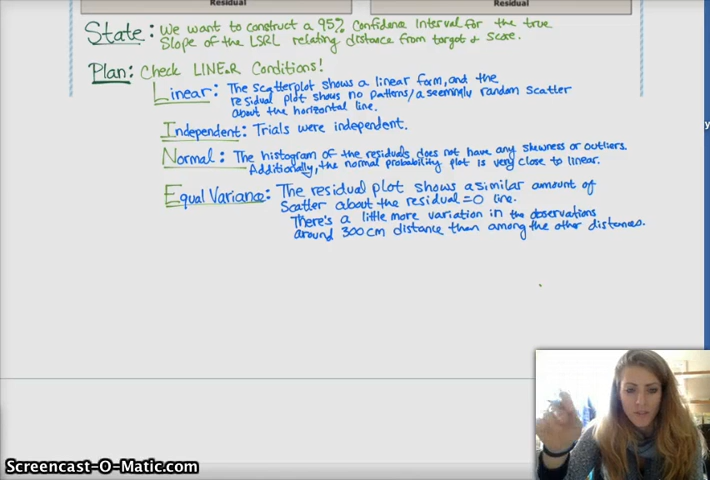 Residual Residual
State: We want to construct a 95% confidence interval for the true
slope of the LSRL relating distance from target & score.
Plan: Check LINER Conditions!
Linear: The scatterplot shows a linear form, and the
residual plot shows no patterns/a seemingly random scatter
about the horizontal line.
Independent: Trials were independent.
Normal: The histogram of the residuals does not have any skewness or outliers.
Additionally, the normal probability plot is very close to linear.
Equal Variance: The residual plot shows a similar amount of
scatter about the residual=0 line.
There's a little more variation in the observations
around 300cm distance than among the other distances.
Screencast-O-Matic.com